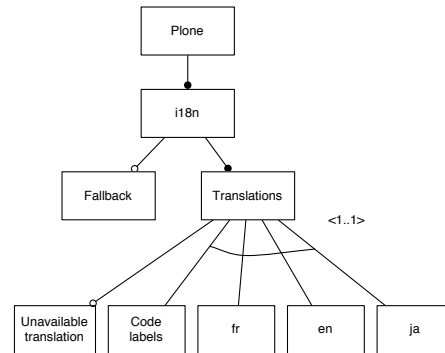 Plone
i18n
Fallback
Translations
<1..1>
Unavailable
translation
Code
labels
fr
en
ja